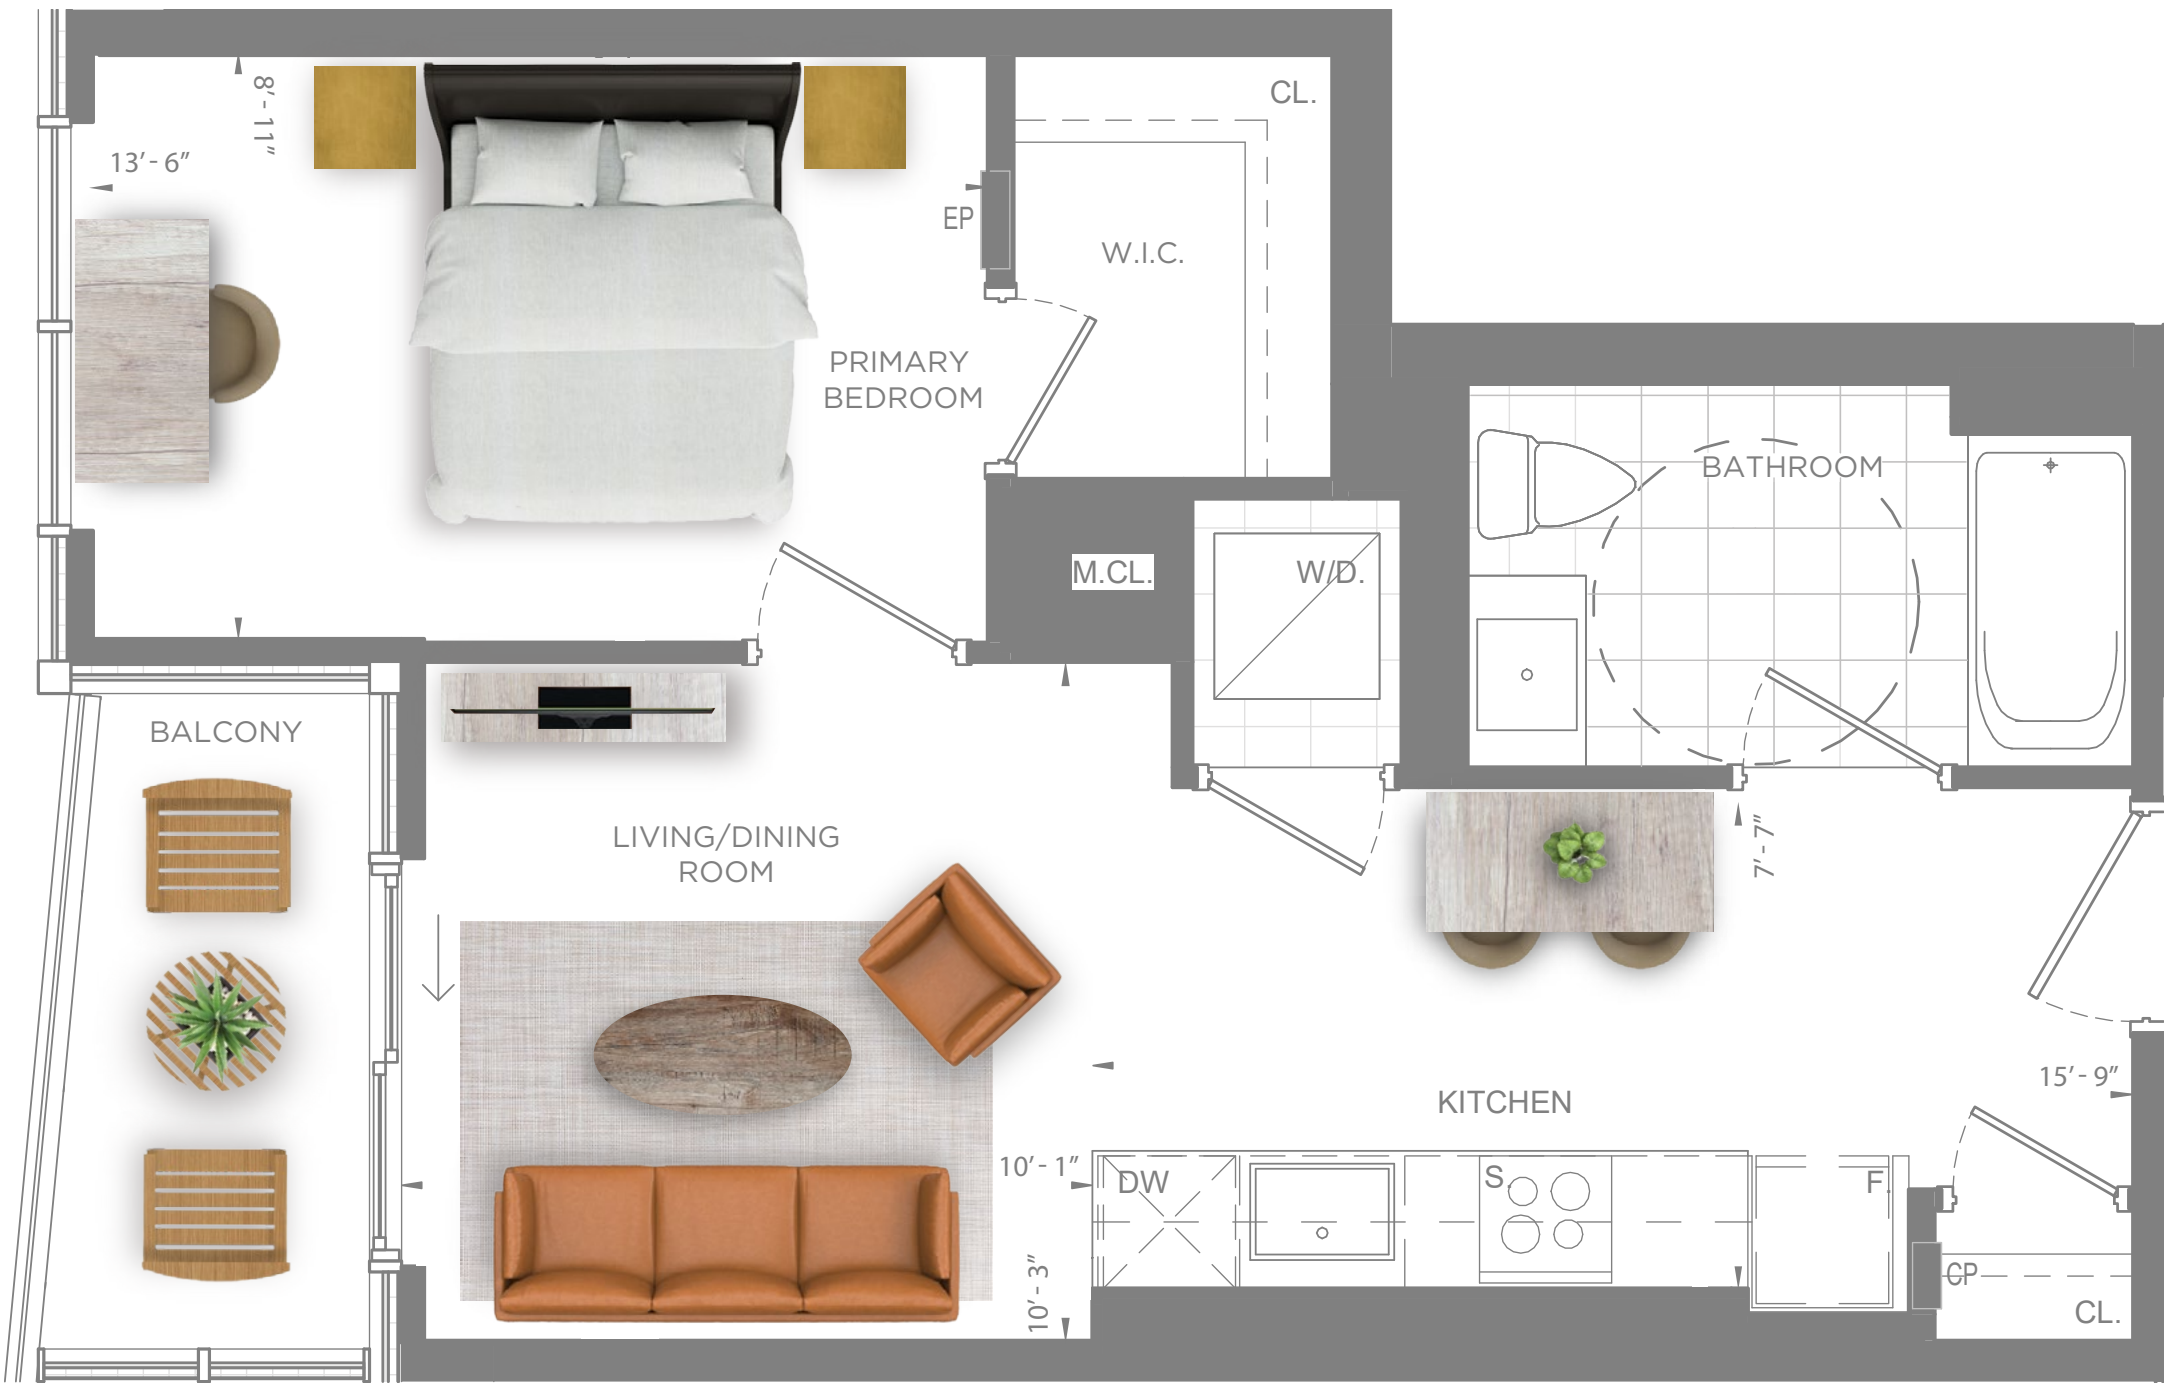 CL.
8'- 11"
13'- 6"
EP
W.I.C.
PRIMARY
BEDROOM
BATHROOM
M.CL.
W/D.
BALCONY
LIVING/DINING
ROOM
7'- 7"
15'- 9"
KITCHEN
10'- 1"
DW
S.
F.
10'- 3"
CP
CL.